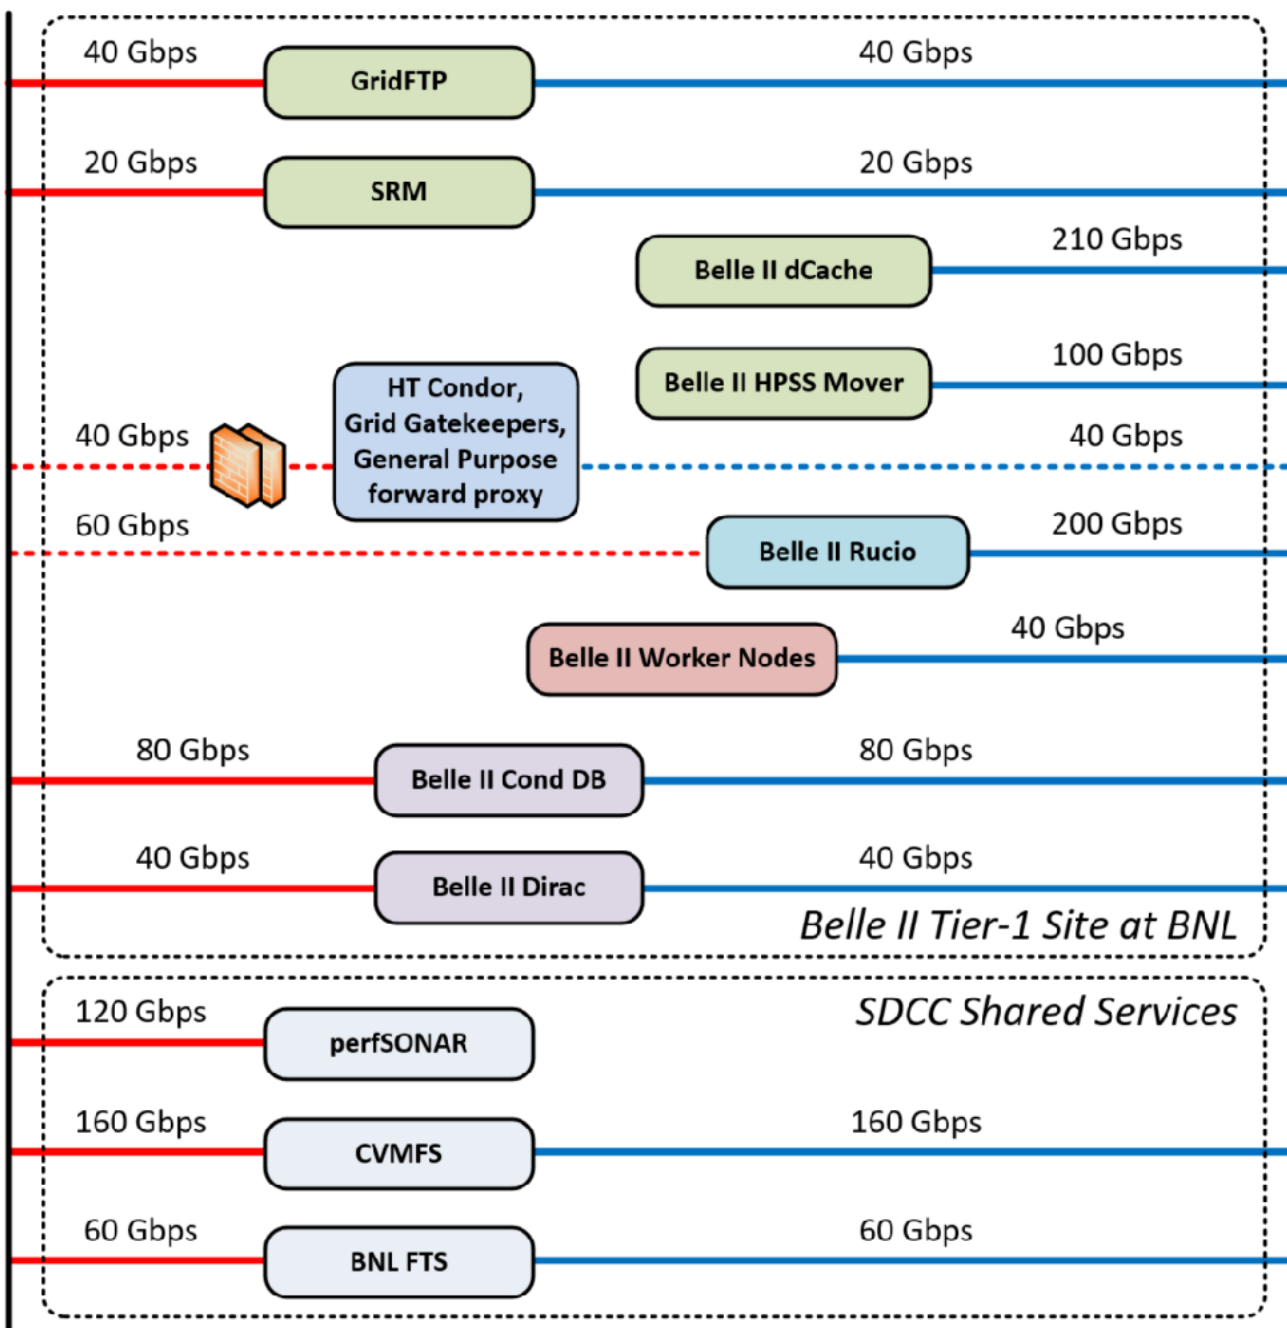 40 Gbps
GridFTP
40 Gbps
20 Gbps
SRM
20 Gbps
210 Gbps
Belle II dCache
100 Gbps
Belle II HPSS Mover
40 Gbps
HT Condor,
Grid Gatekeepers,
General Purpose
forward proxy
40 Gbps
60 Gbps
Belle II Rucio
200 Gbps
Belle II Worker Nodes
40 Gbps
80 Gbps
Belle II Cond DB
80 Gbps
40 Gbps
Belle II Dirac
40 Gbps
Belle II Tier-1 Site at BNL
SDCC Shared Services
120 Gbps
perfSONAR
160 Gbps
CVMFS
160 Gbps
60 Gbps
BNL FTS
60 Gbps